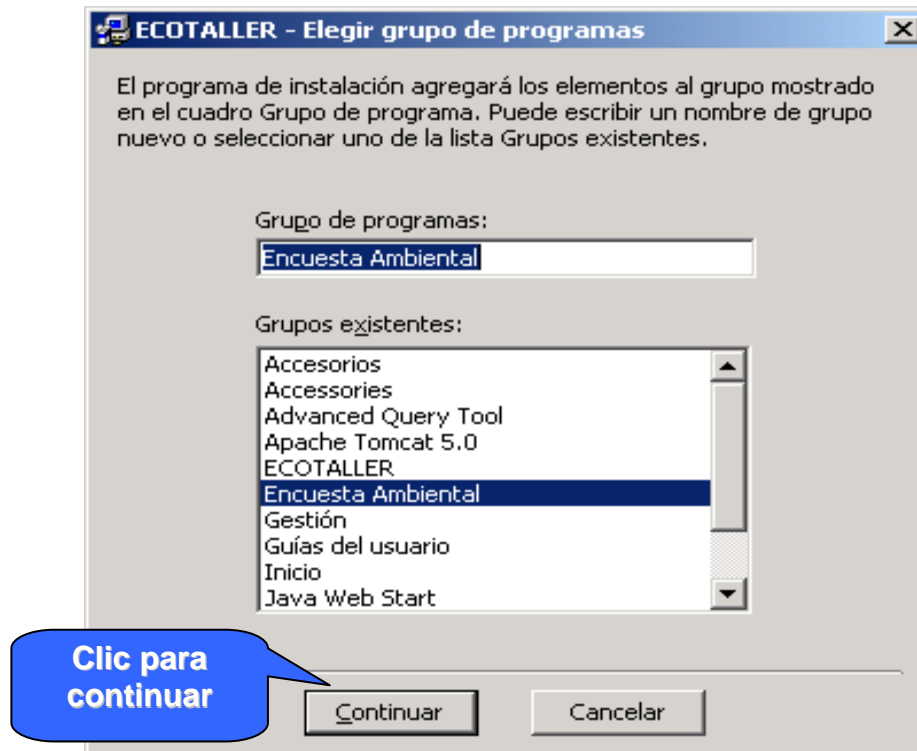 ECOTALLER - Elegir grupo de programas
El programa de instalación agregará los elementos al grupo mostrado
en el cuadro Grupo de programa. Puede escribir un nombre de grupo
nuevo o seleccionar uno de la lista Grupos existentes.
Grupo de programas:
Encuesta Ambiental
Grupos existentes:
Accesorios
Accessories
Advanced Query Tool
Apache Tomcat 5.0
ECOTALLER
Encuesta Ambiental
Gestión
Guías del usuario
Inicio
Java Web Start
Clic para
continuar
Continuar
Cancelar